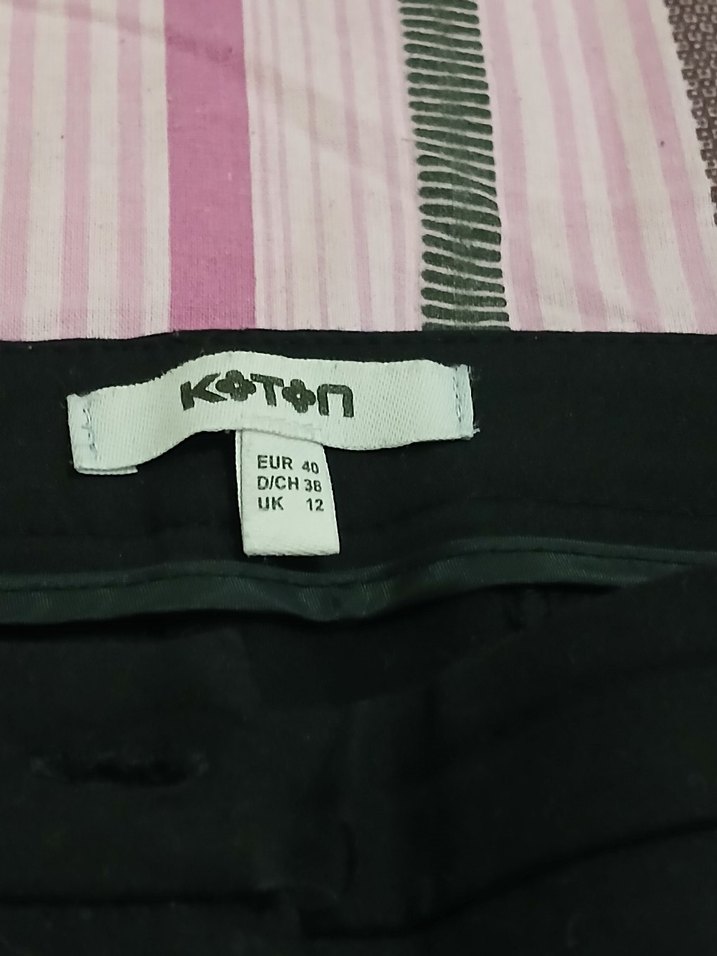 KOTON
EUR 40
D/CH 38
UK 12